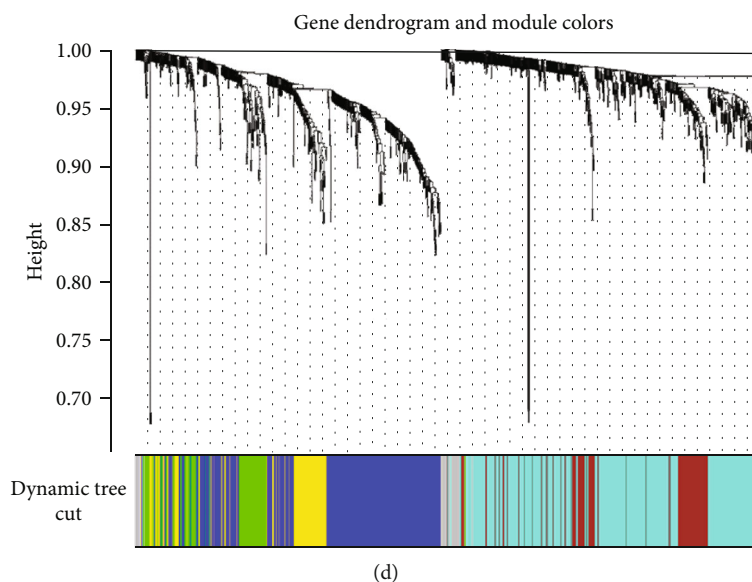 Gene dendrogram and module colors
1.00
0.95
0.90
0.85
0.80
0.75
0.70
Height
Dynamic tree
cut
(d)